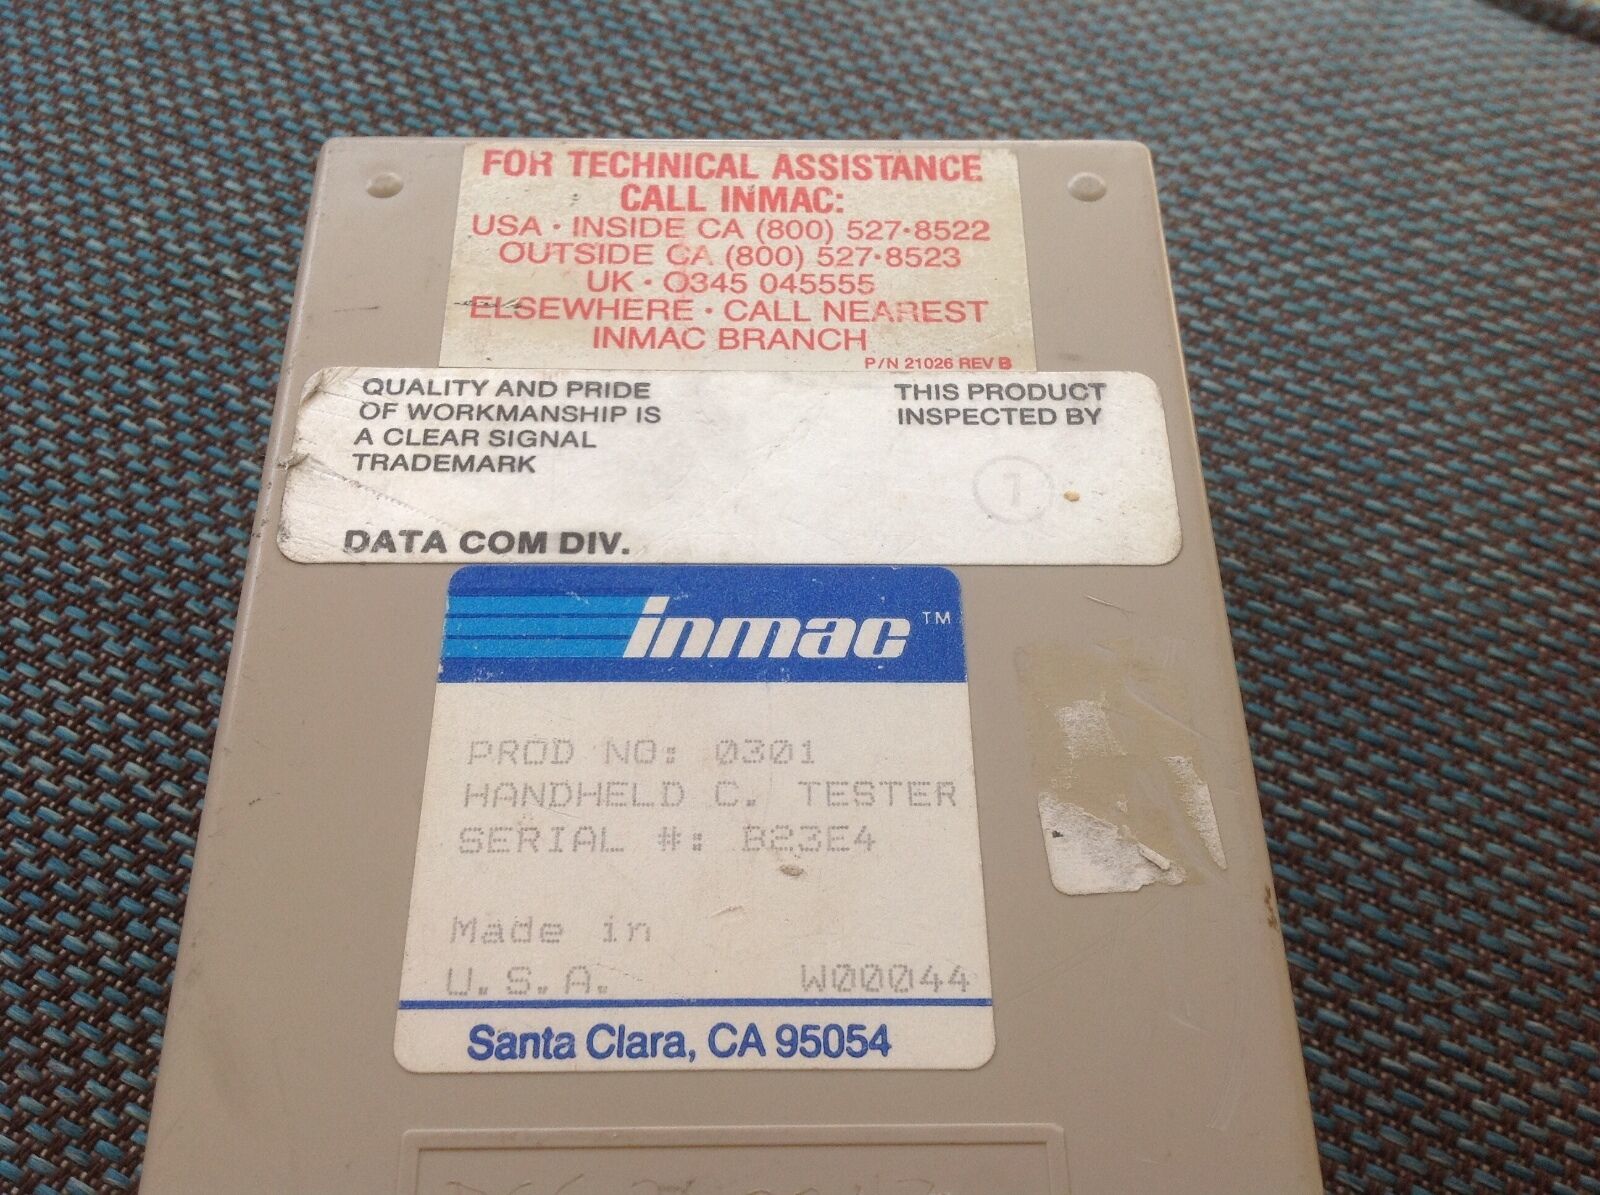 FOR TECHNICAL ASSISTANCE
CALL INMAC:
USA • INSIDE CA (800) 527•8522
OUTSIDE CA (800) 527•8523
UK • 0345 045555
ELSEWHERE • CALL NEAREST
INMAC BRANCH
P/N 21026 REV B
QUALITY AND PRIDE
OF WORKMANSHIP IS
A CLEAR SIGNAL
TRADEMARK
DATA COM DIV.
THIS PRODUCT
INSPECTED BY
1
inmac TM
PROD NO: 0301
HANDHELD C. TESTER
SERIAL #: B23E4
Made in
U.S.A. W00044
Santa Clara, CA 95054